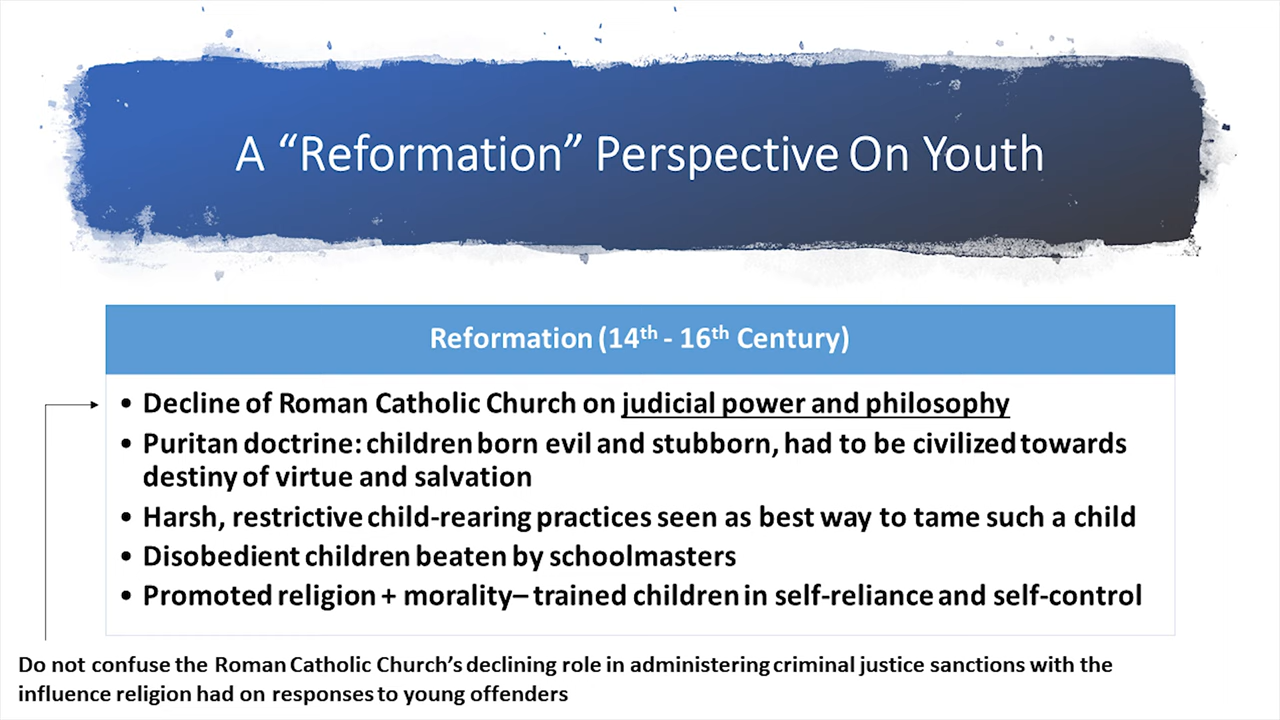 A “Reformation” Perspective On Youth
Reformation (14th - 16th Century)
• Decline of Roman Catholic Church on judicial power and philosophy
• Puritan doctrine: children born evil and stubborn, had to be civilized towards
destiny of virtue and salvation
• Harsh, restrictive child-rearing practices seen as best way to tame such a child
• Disobedient children beaten by schoolmasters
• Promoted religion + morality– trained children in self-reliance and self-control
Do not confuse the Roman Catholic Church’s declining role in administering criminal justice sanctions with the
influence religion had on responses to young offenders